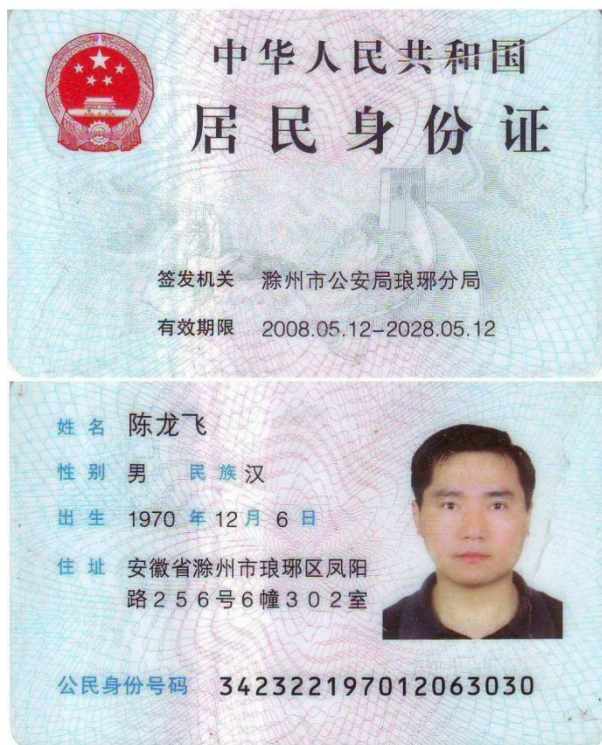 中华人民共和国
居民身份证
签发机关 滁州市公安局琅琊分局
有效期限 2008.05.12-2028.05.12
姓名 陈龙飞
性别 男 民族 汉
出生 1970 年 12 月 6 日
住址 安徽省滁州市琅琊区凤阳
路256号6幢302室
公民身份号码 342322197012063030